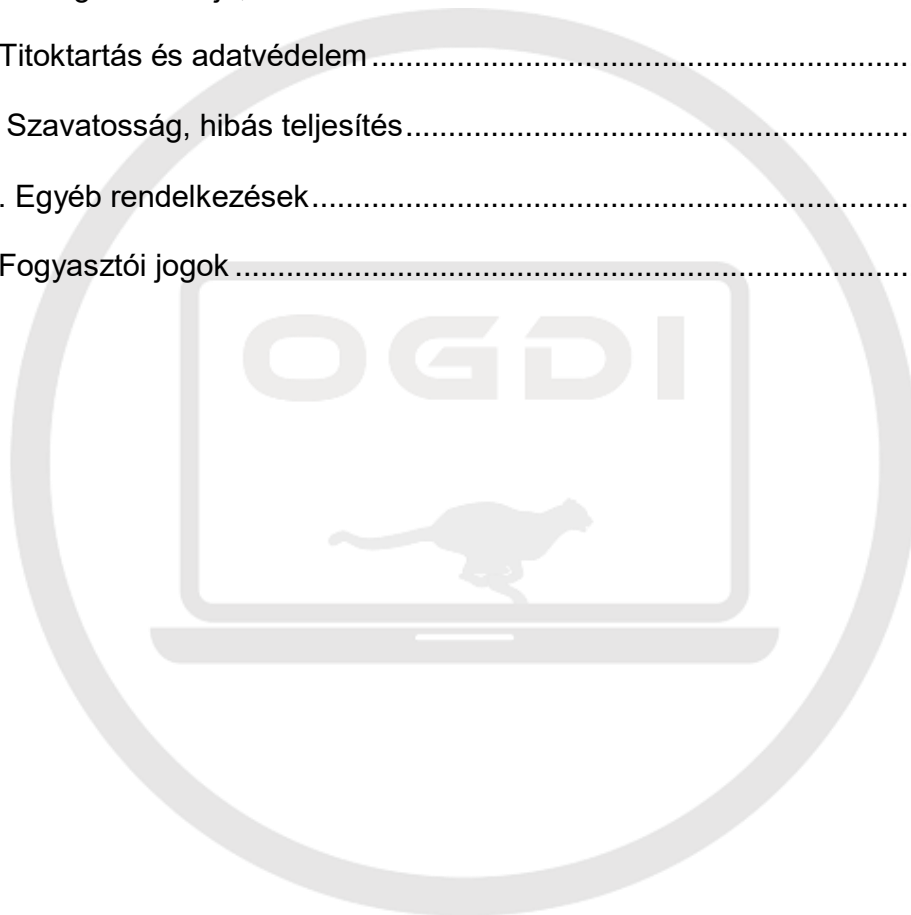 Titoktartás és adatvédelem........................................................................
Szavatosság, hibás teljesítés....................................................................
. Egyéb rendelkezések...............................................................................
Fogyasztói jogok........................................................................................
OGDI